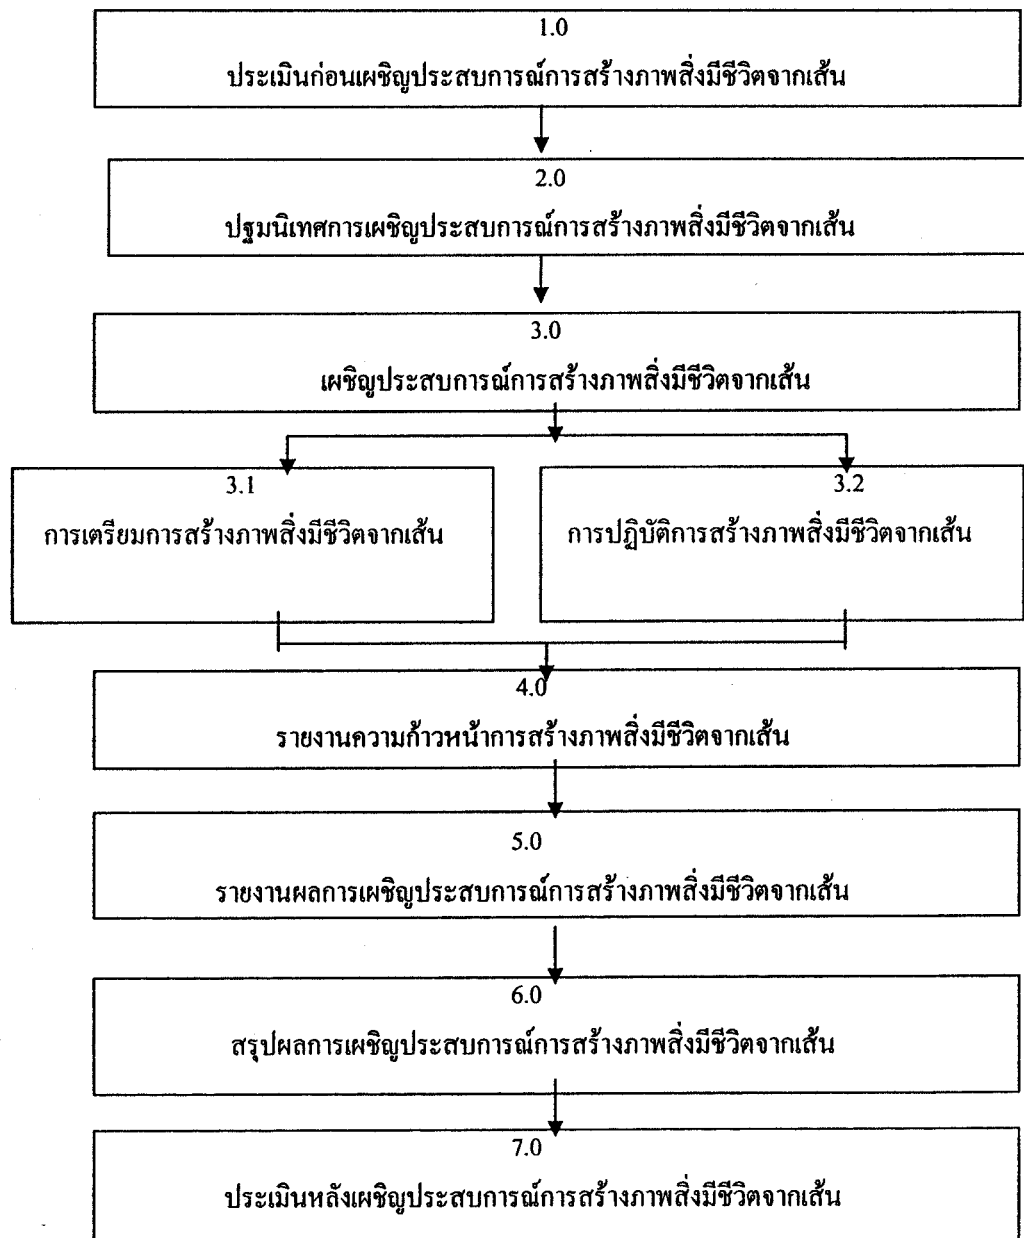 1.0
ประเมินก่อนเผชิญประสบการณ์การสร้างภาพสิ่งมีชีวิตจากเส้น
2.0
ปฐมนิเทศการเผชิญประสบการณ์การสร้างภาพสิ่งมีชีวิตจากเส้น
3.0
เผชิญประสบการณ์การสร้างภาพสิ่งมีชีวิตจากเส้น
3.1
การเตรียมการสร้างภาพสิ่งมีชีวิตจากเส้น
3.2
การปฏิบัติการสร้างภาพสิ่งมีชีวิตจากเส้น
4.0
รายงานความก้าวหน้าการสร้างภาพสิ่งมีชีวิตจากเส้น
5.0
รายงานผลการเผชิญประสบการณ์การสร้างภาพสิ่งมีชีวิตจากเส้น
6.0
สรุปผลการเผชิญประสบการณ์การสร้างภาพสิ่งมีชีวิตจากเส้น
7.0
ประเมินหลังเผชิญประสบการณ์การสร้างภาพสิ่งมีชีวิตจากเส้น